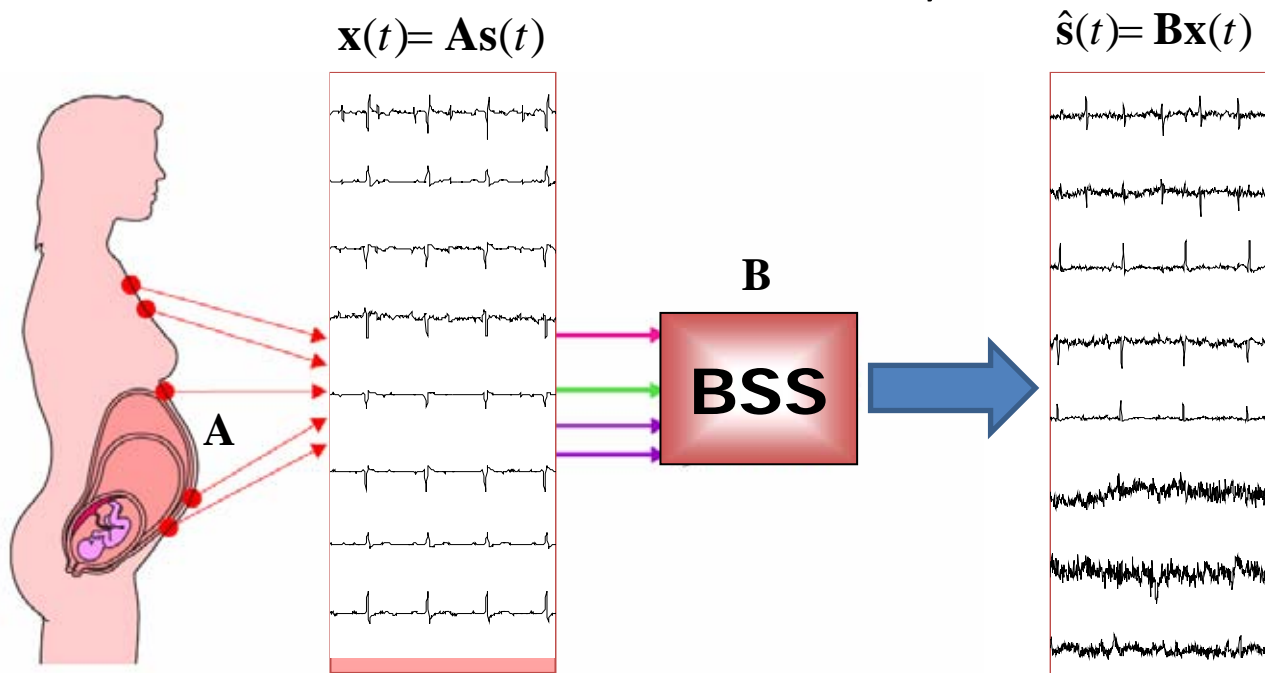 𝐱(t)= 𝐀𝐬(t)
ŝ(t)= 𝐁𝐱(t)
B
BSS
A